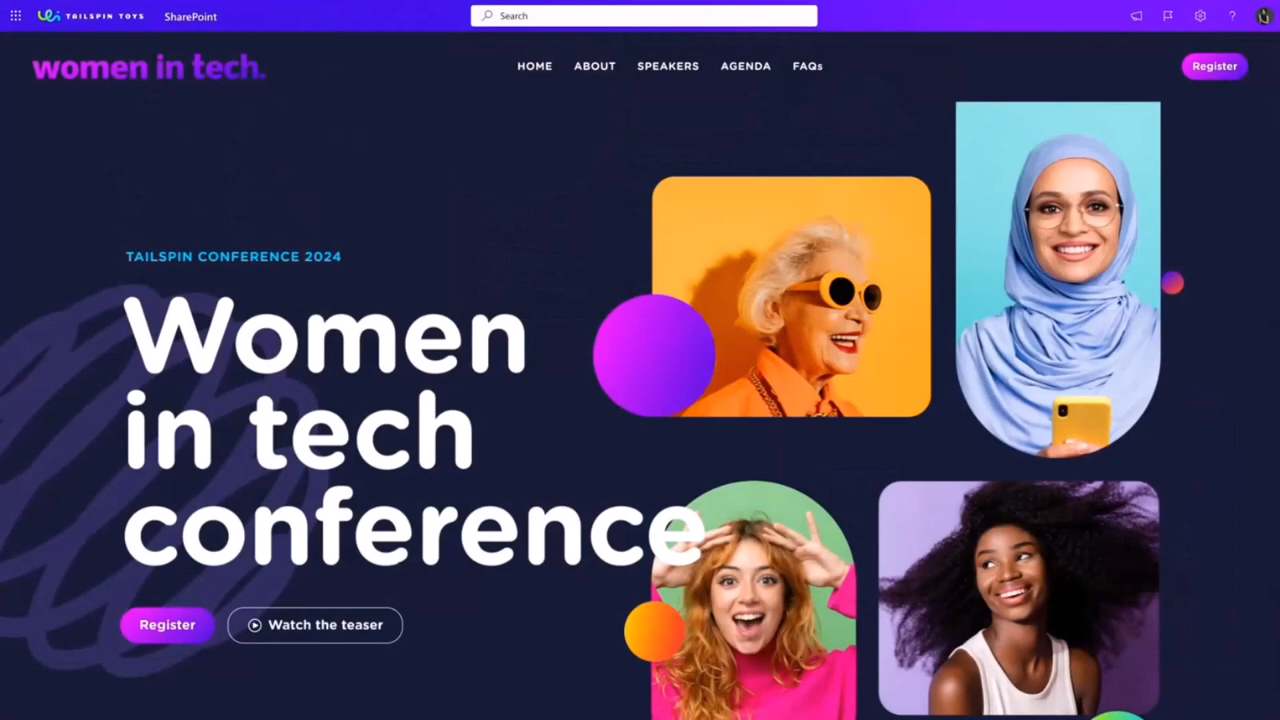 TAILSPIN TOYS
SharePoint
Search
?
women in tech.
HOME
ABOUT
SPEAKERS
AGENDA
FAQs
Register
TAILSPIN CONFERENCE 2024
Women
in tech
conference
Register
Watch the teaser